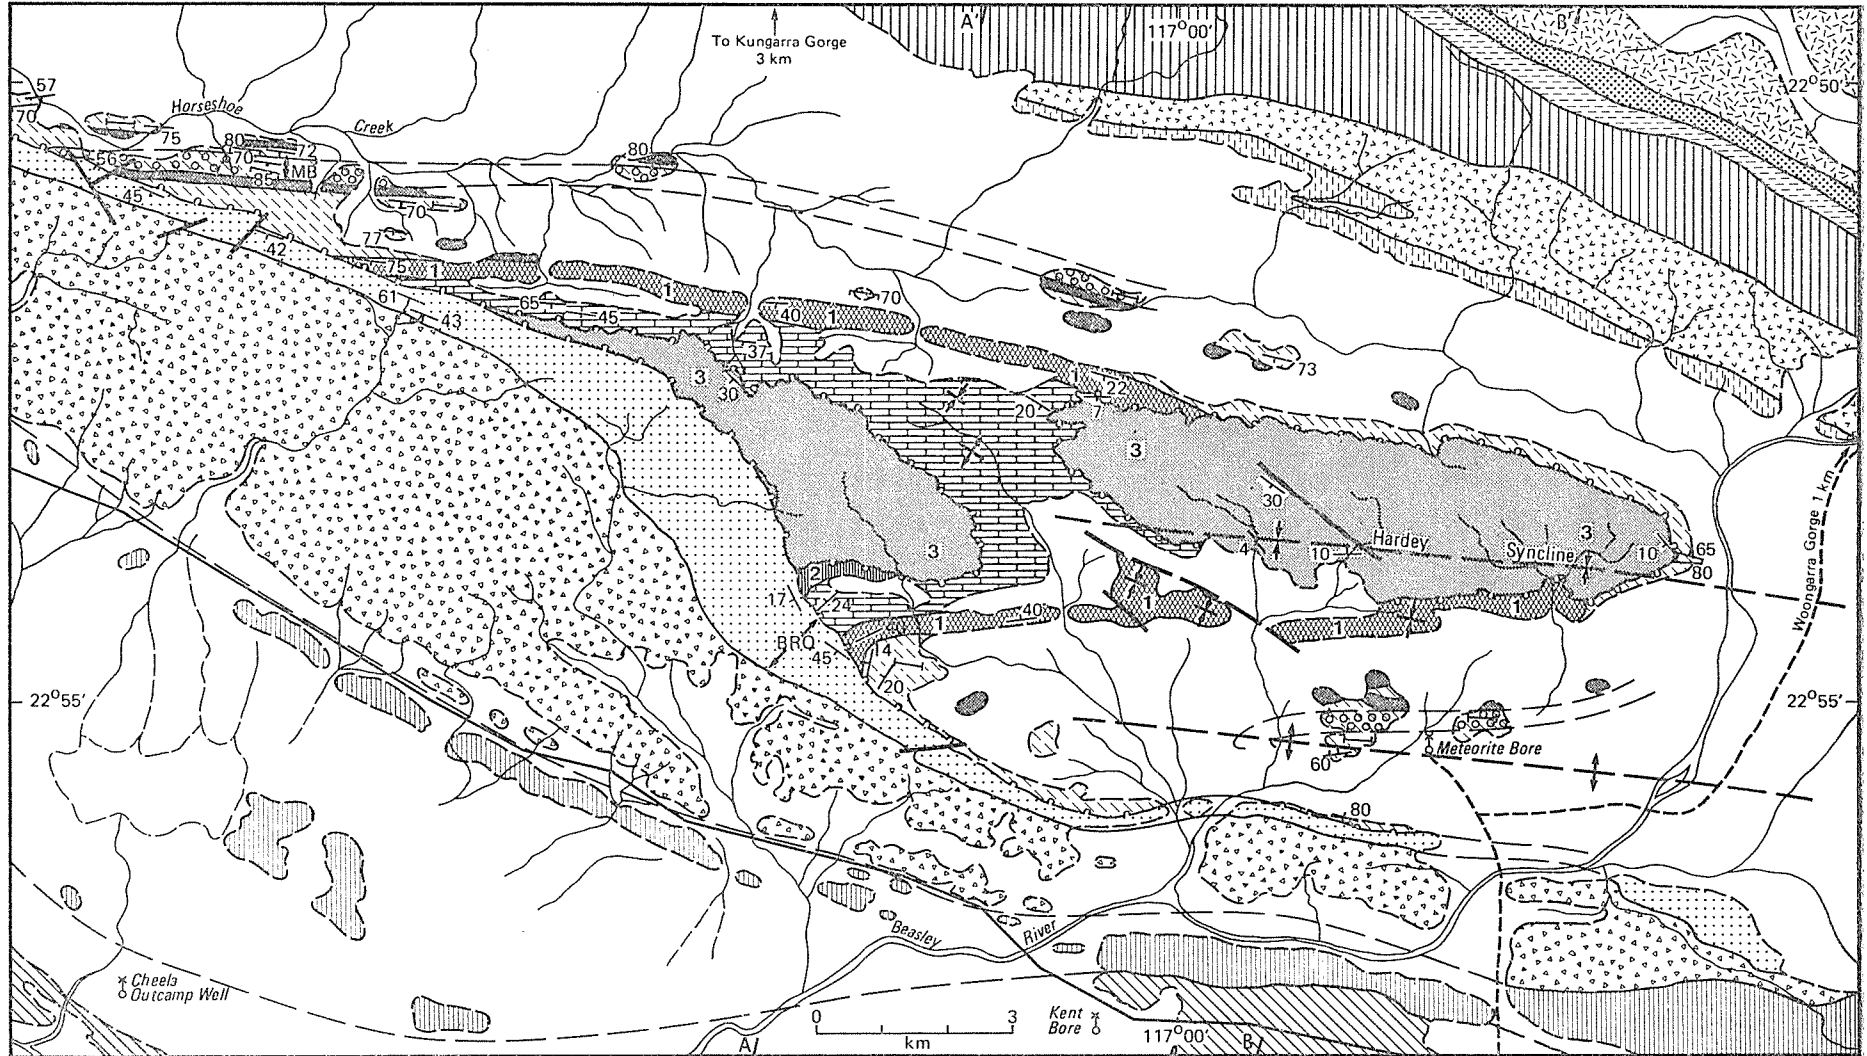 A'
B'
To Kungarra Gorge
3 km
117°00'
57
22°50'
Horseshoe
Creek
70
75
80
72
80
56
70
MB
85
45
70
77
42
75
1
1
70
61
65
45
40
1
43
37
73
3
30
1
22
20
7
3
30
3
Hardey
3
4
10
Syncline
10
65
80
2
17
24
40
1
1
1
1
BRQ
45
14
20
Woongarra Gorge 1 km
22°55'
22°55'
Meteorite Bore
60
80
Beasley
River
Cheela
Outcamp Well
0
3
km
Kent
Bore
117°00'
A
B